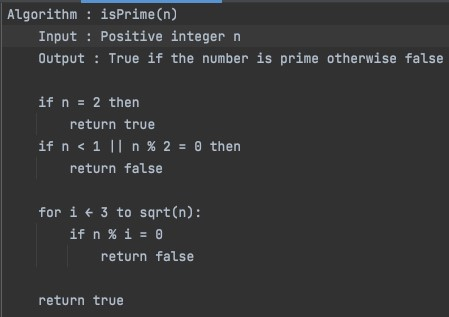 Algorithm : isPrime(n)
Input : Positive integer n
Output : True if the number is prime otherwise false
if n = 2 then
return true
if n < 1 || n % 2 = 0 then
return false
for i ← 3 to sqrt(n):
if n % i = 0
return false
return true